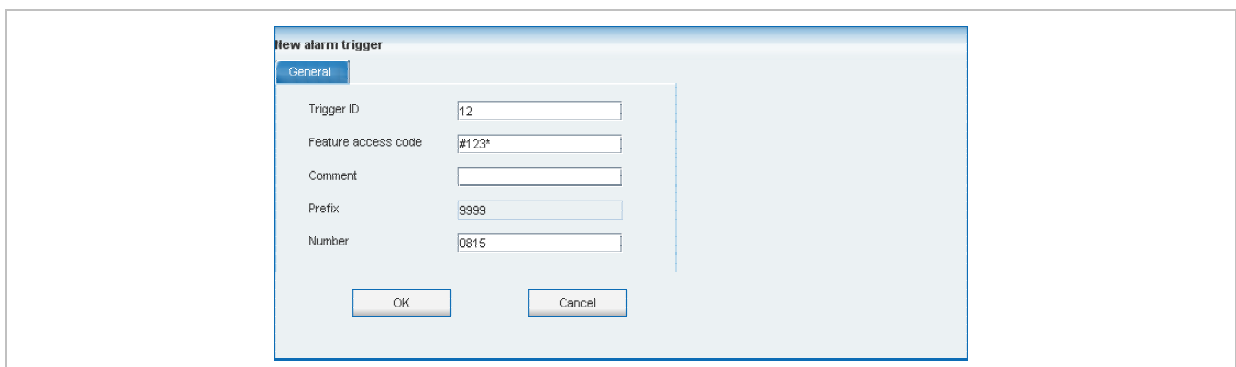 New alarm trigger
General
Trigger ID 12
Feature access code #123*
Comment
Prefix 9999
Number 0815
OK Cancel